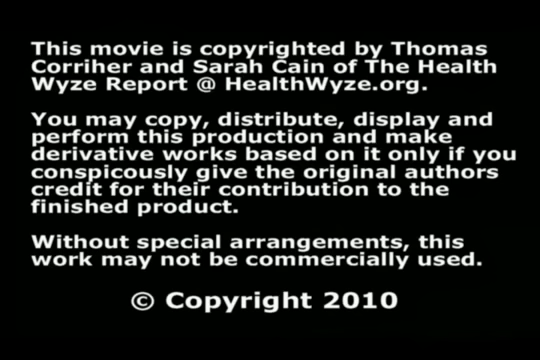 This movie is copyrighted by Thomas
Corriher and Sarah Cain of The Health
Wyze Report @ HealthWyze.org.
You may copy, distribute, display and
perform this production and make
derivative works based on it only if you
conspicously give the original authors
credit for their contribution to the
finished product.
Without special arrangements, this
work may not be commercially used.
© Copyright 2010